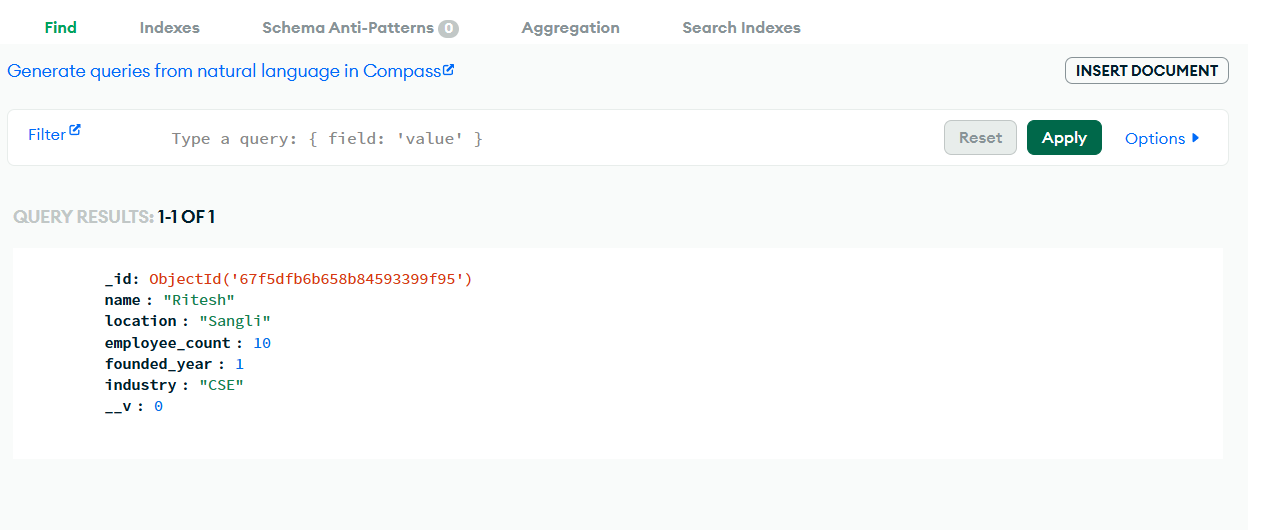 Find Indexes Schema Anti-Patterns 0 Aggregation Search Indexes
Generate queries from natural language in Compass
INSERT DOCUMENT
Filter Type a query: { field: 'value' } Reset Apply Options
QUERY RESULTS: 1-1 OF 1
_id: ObjectId('67f5dfb6b658b84593399f95')
name : "Ritesh"
location : "Sangli"
employee_count : 10
founded_year : 1
industry : "CSE"
__v : 0